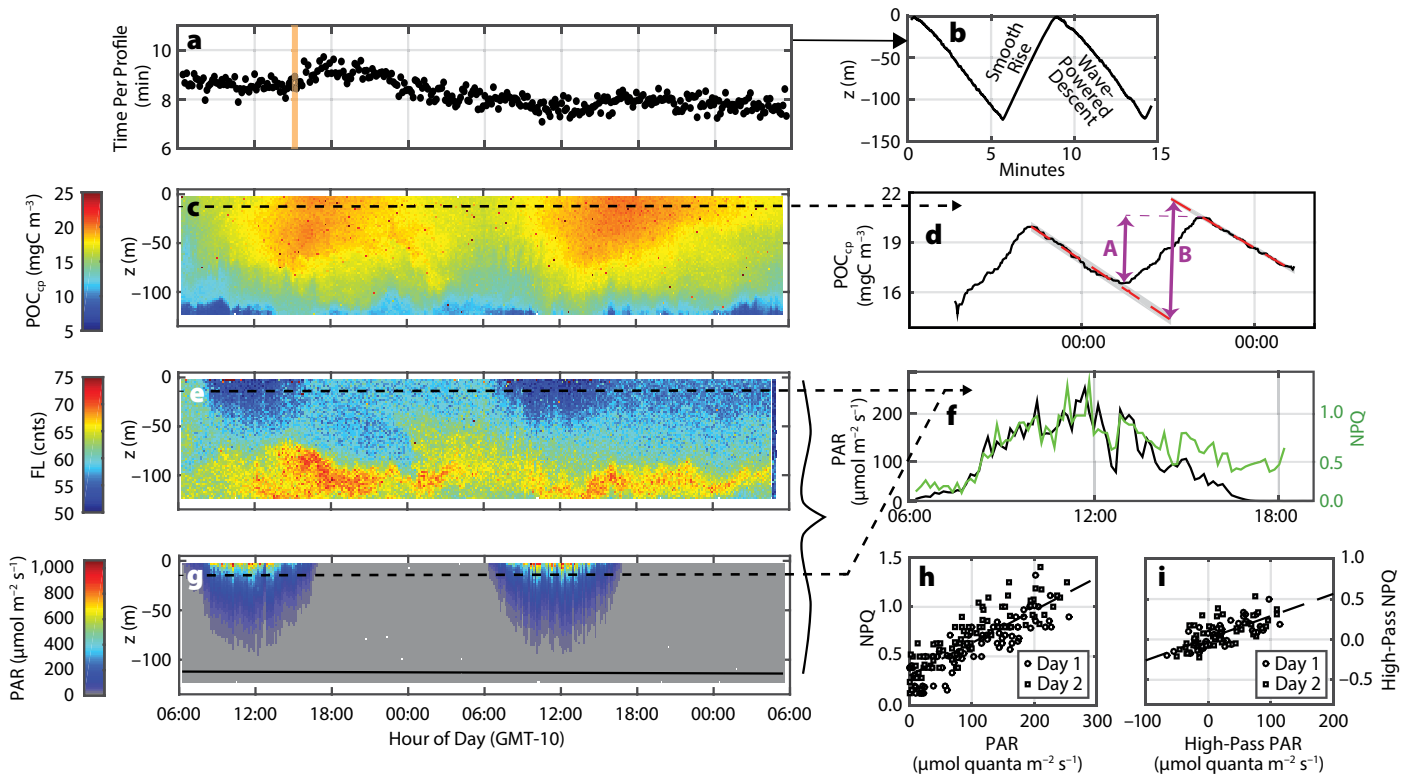 a
Time Per Profile
(min)
10
8
6
b
z (m)
0
−50
−100
−150
Smooth
Rise
Wave-
Powered
Descent
0
5
10
15
Minutes
c
POCcp (mgC m−3)
25
20
15
10
5
z (m)
0
−50
−100
d
POCcp
(mgC m−3)
22
19
16
A
B
00:00
00:00
e
FL (cnts)
75
70
65
60
55
50
z (m)
0
−50
−100
f
PAR
(μmol m−2 s−1)
200
100
0
NPQ
1.0
0.5
0.0
06:00
12:00
18:00
g
PAR (μmol m−2 s−1)
1,000
800
600
400
200
0
z (m)
0
−50
−100
06:00
12:00
18:00
00:00
06:00
12:00
18:00
00:00
06:00
Hour of Day (GMT-10)
h
NPQ
1.5
1.0
0.5
0.0
Day 1
Day 2
0
100
200
300
PAR
(μmol quanta m−2 s−1)
i
1.0
0.5
0.0
−0.5
High-Pass NPQ
Day 1
Day 2
−100
0
100
200
High-Pass PAR
(μmol quanta m−2 s−1)